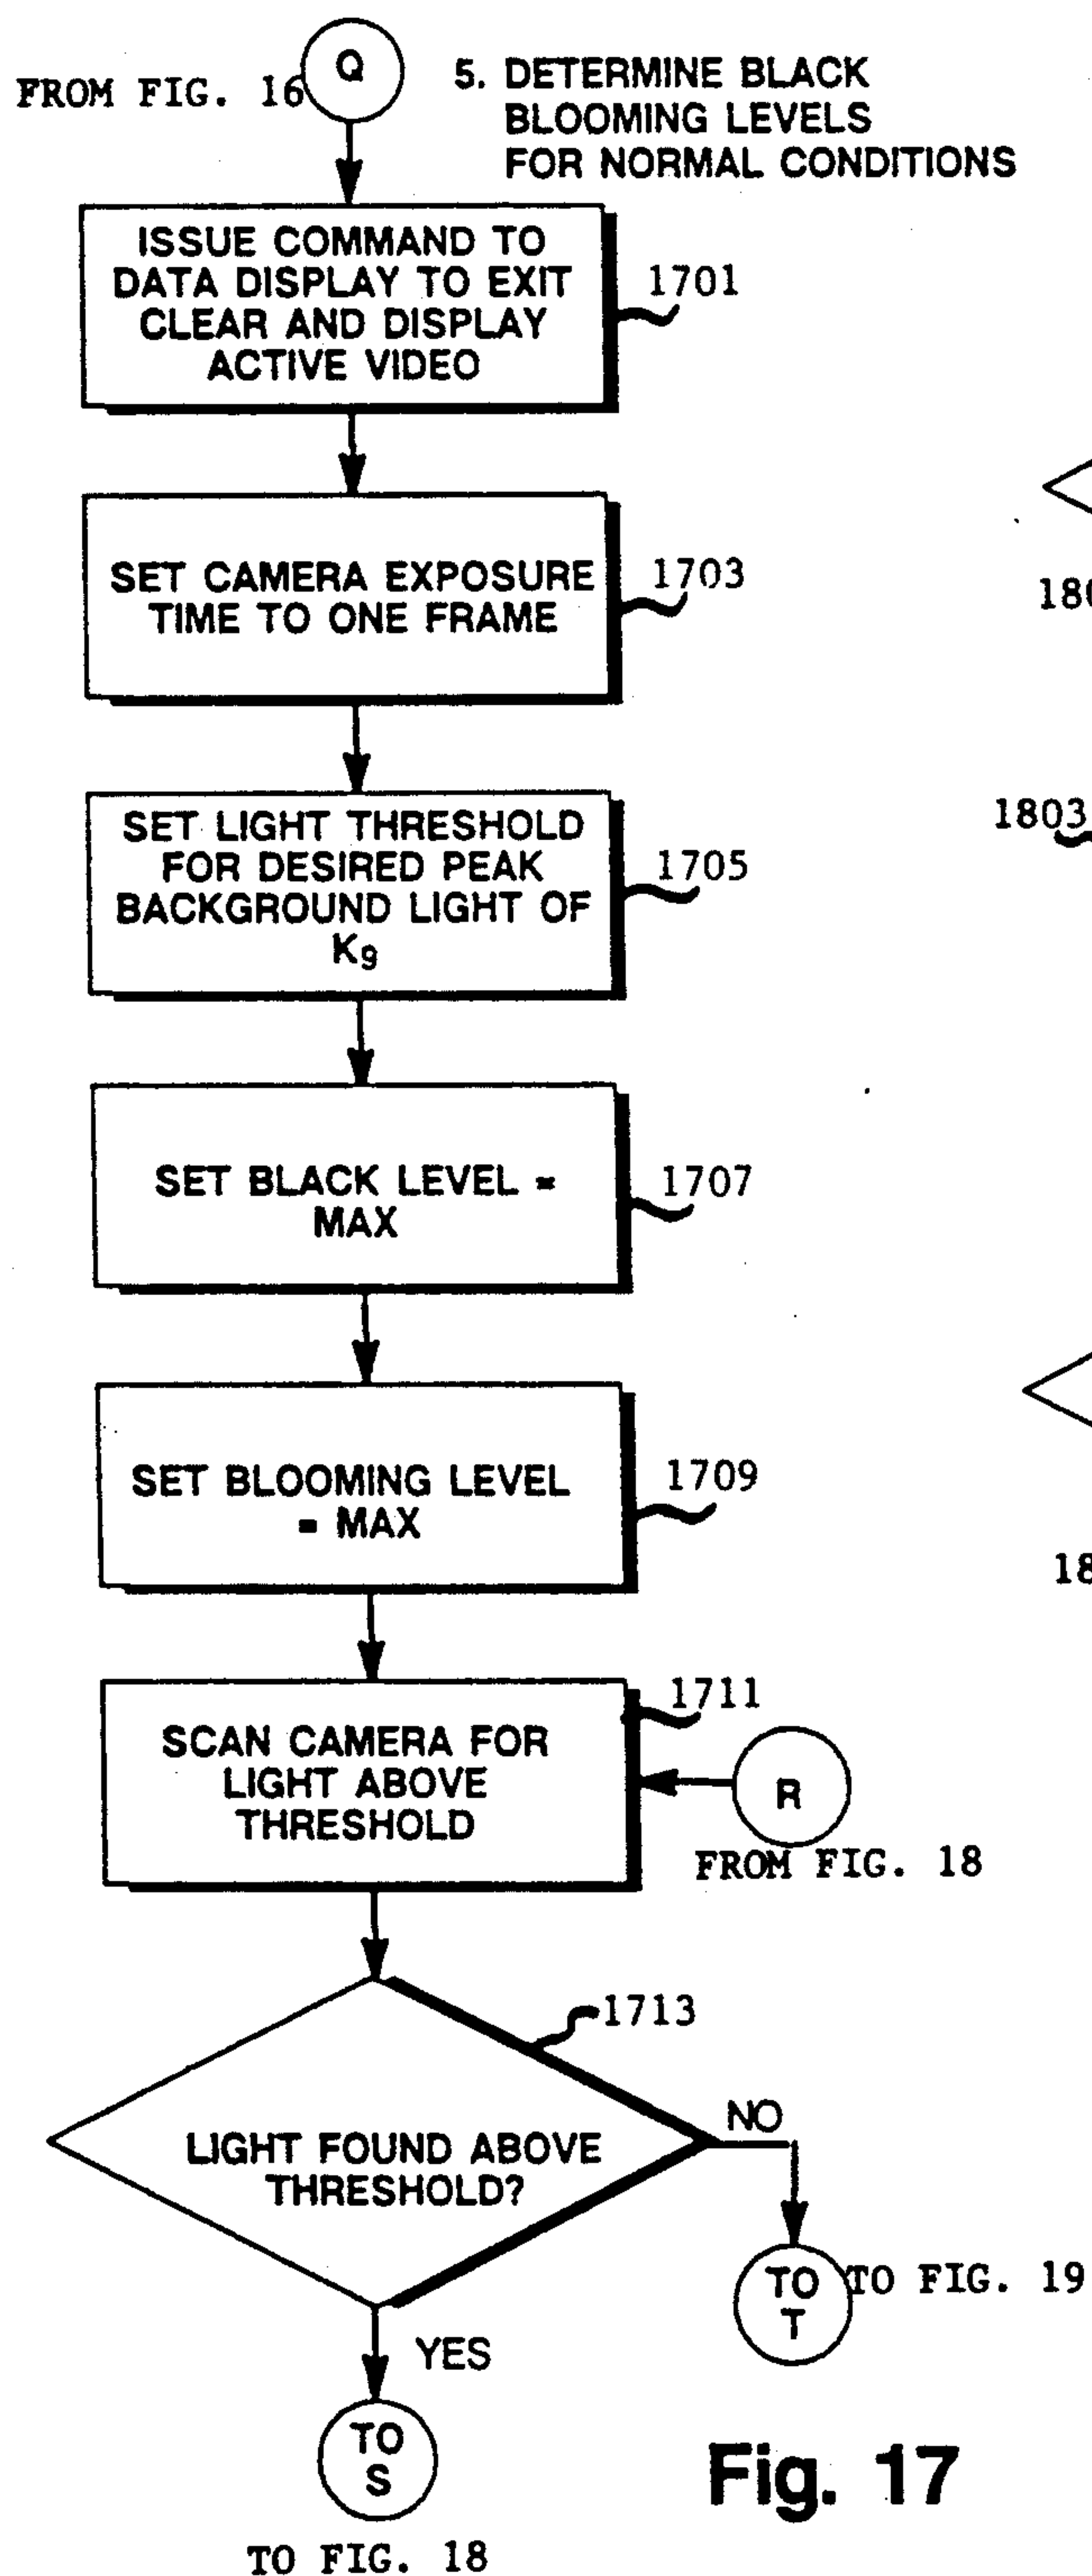 FROM FIG. 16
Q
5. DETERMINE BLACK
BLOOMING LEVELS
FOR NORMAL CONDITIONS
ISSUE COMMAND TO
DATA DISPLAY TO EXIT
CLEAR AND DISPLAY
ACTIVE VIDEO
1701
SET CAMERA EXPOSURE
TIME TO ONE FRAME
1703
SET LIGHT THRESHOLD
FOR DESIRED PEAK
BACKGROUND LIGHT OF
K9
1705
1803
SET BLACK LEVEL =
MAX
1707
SET BLOOMING LEVEL
= MAX
1709
SCAN CAMERA FOR
LIGHT ABOVE
THRESHOLD
1711
R
FROM FIG. 18
LIGHT FOUND ABOVE
THRESHOLD?
1713
NO
TO
T
TO FIG. 19
YES
TO
S
TO FIG. 18
Fig. 17